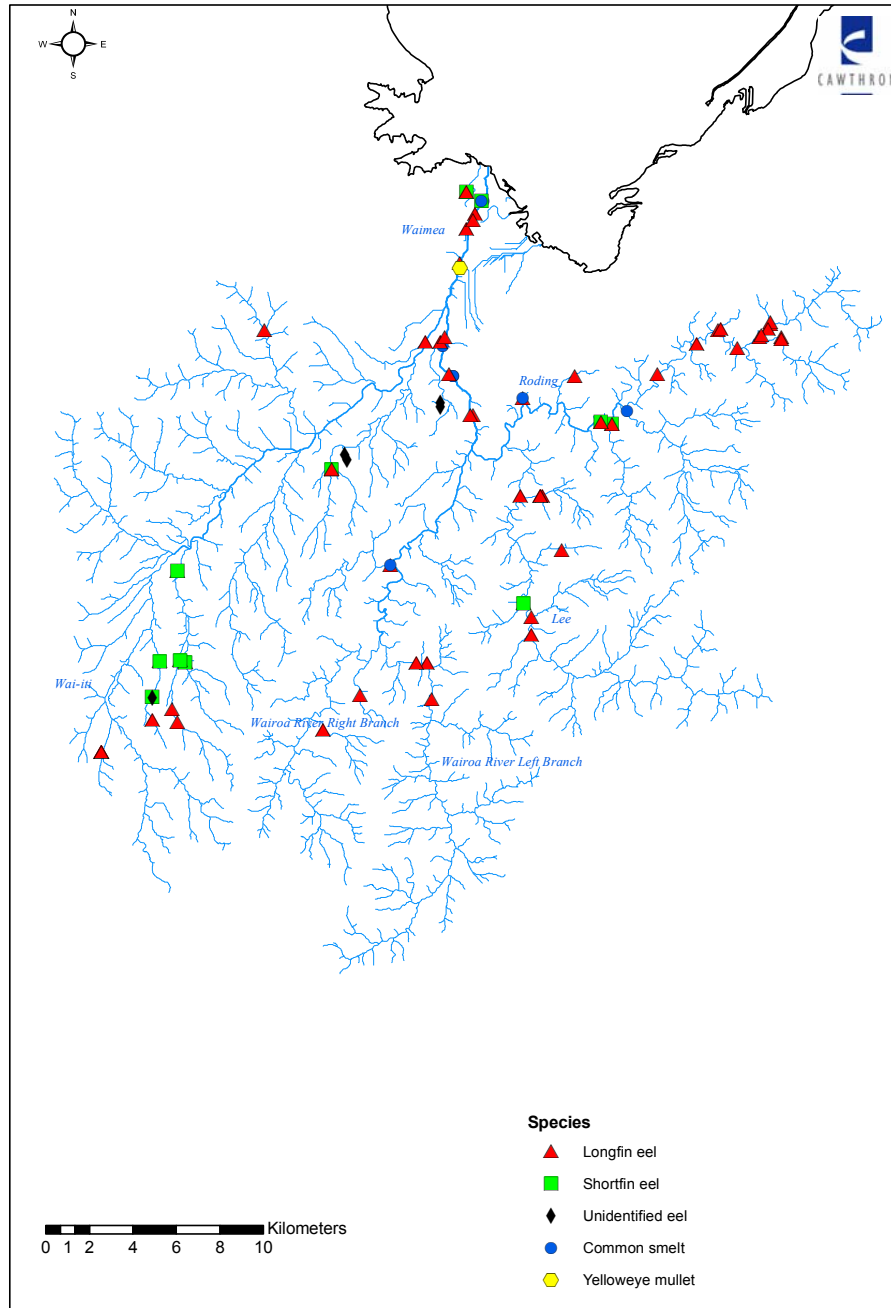 N
W E
S
CAWTHRON
Waimea
Roding
Lee
Wai-iti
Wairoa River Right Branch
Wairoa River Left Branch
Species
Longfin eel
Shortfin eel
Unidentified eel
Common smelt
Yelloweye mullet
Kilometers
0 1 2 4 6 8 10